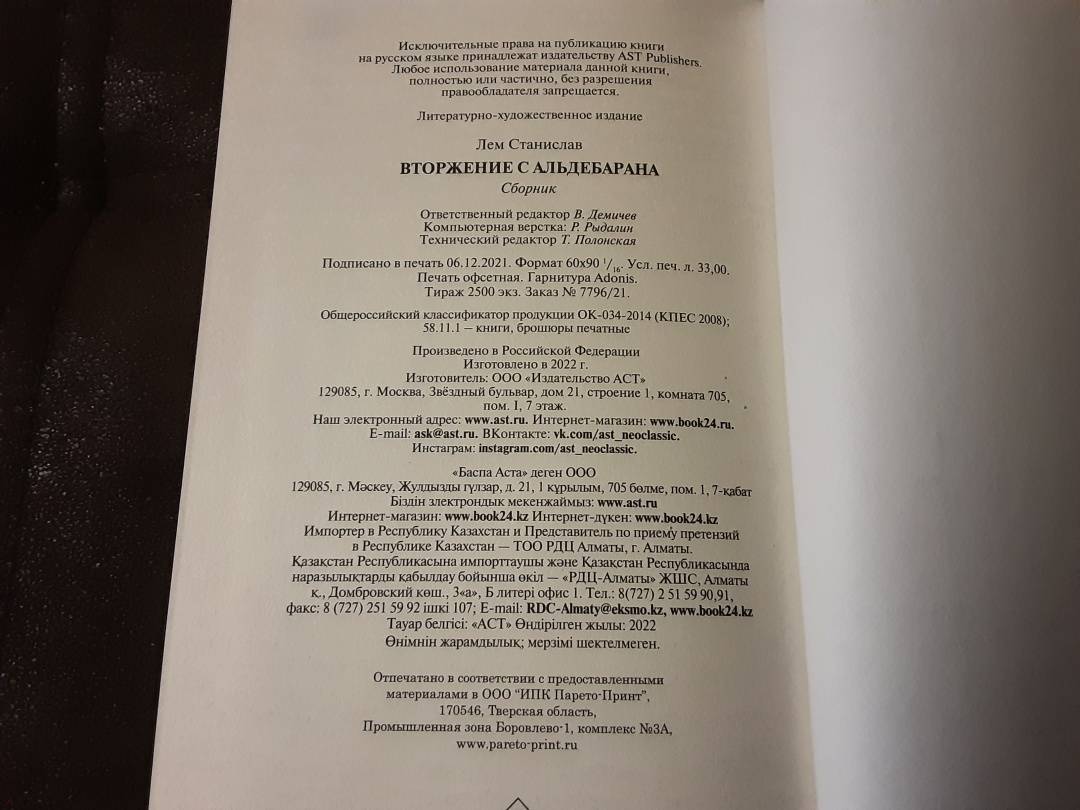 Исключительные права на публикацию книги
на русском языке принадлежат издательству AST Publishers.
Любое использование материала данной книги,
полностью или частично, без разрешения
правообладателя запрещается.
Литературно-художественное издание
Лем Станислав
ВТОРЖЕНИЕ С АЛЬДЕБАРАНА
Сборник
Ответственный редактор В. Демичев
Компьютерная верстка: Р. Рыдалин
Технический редактор Т. Полонская
Подписано в печать 06.12.2021. Формат 60x90 1/16. Усл. печ. л. 33,00.
Печать офсетная. Гарнитура Adonis.
Тираж 2500 экз. Заказ № 7796/21.
Общероссийский классификатор продукции ОК-034-2014 (КПЕС 2008);
58.11.1 – книги, брошюры печатные
Произведено в Российской Федерации
Изготовлено в 2022 г.
Изготовитель: ООО «Издательство АСТ»
129085, г. Москва, Звёздный бульвар, дом 21, строение 1, комната 705,
пом. I, 7 этаж.
Наш электронный адрес: www.ast.ru. Интернет-магазин: www.book24.ru.
E-mail: ask@ast.ru. ВКонтакте: vk.com/ast_neoclassic.
Инстаграм: instagram.com/ast_neoclassic.
«Баспа Аста» деген ООО
129085, г. Мәскеу, Жулдызды гүлзар, д. 21, 1 құрылым, 705 бөлме, пом. 1, 7-қабат
Біздін злектрондык мекенжаймыз: www.ast.ru
Интернет-магазин: www.book24.kz Интернет-дүкен: www.book24.kz
Импортер в Республику Казахстан и Представитель по приему претензий
в Республике Казахстан — ТОО РДЦ Алматы, г. Алматы.
Қазақстан Республикасына импорттаушы және Қазақстан Республикасында
наразылықтарды қабылдау бойынша өкіл — «РДЦ-Алматы» ЖШС, Алматы
қ., Домбровский көш., 3«а», Б литері офис 1. Тел.: 8(727) 2 51 59 90,91,
факс: 8 (727) 251 59 92 ішкі 107; E-mail: RDC-Almaty@eksmo.kz, www.book24.kz
Тауар белгісі: «АСТ» Өндірілген жылы: 2022
Өнімнін жарамдылық; мерзімі шектелмеген.
Отпечатано в соответствии с предоставленными
материалами в ООО "ИПК Парето-Принт",
170546, Тверская область,
Промышленная зона Боровлево-1, комплекс №3А,
www.pareto-print.ru